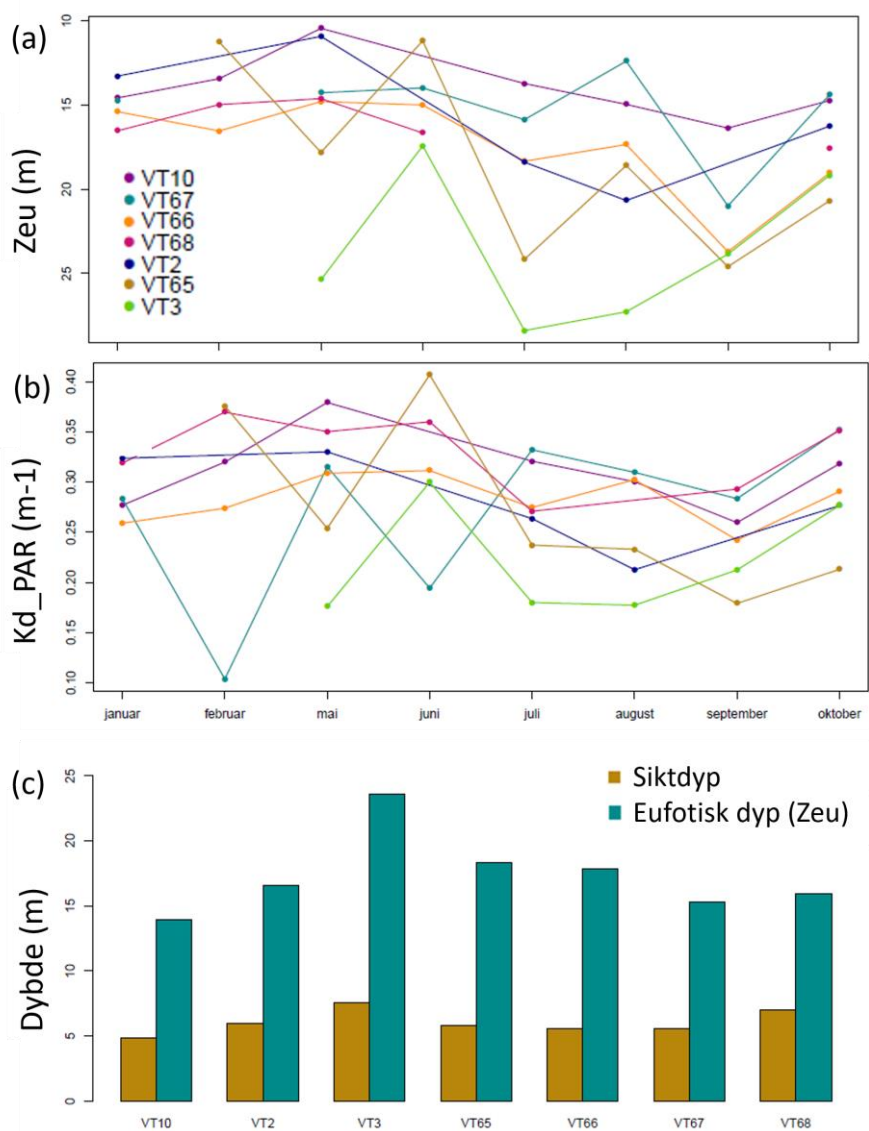 (a)
Zeu (m)
10
15
20
25
VT10
VT67
VT66
VT68
VT2
VT65
VT3
(b)
Kd_PAR (m-1)
0.40
0.35
0.30
0.25
0.20
0.15
0.10
januar februar mai juni juli august september oktober
(c)
Dybde (m)
25
20
15
10
5
0
Siktdyp
Eufotisk dyp (Zeu)
VT10 VT2 VT3 VT65 VT66 VT67 VT68